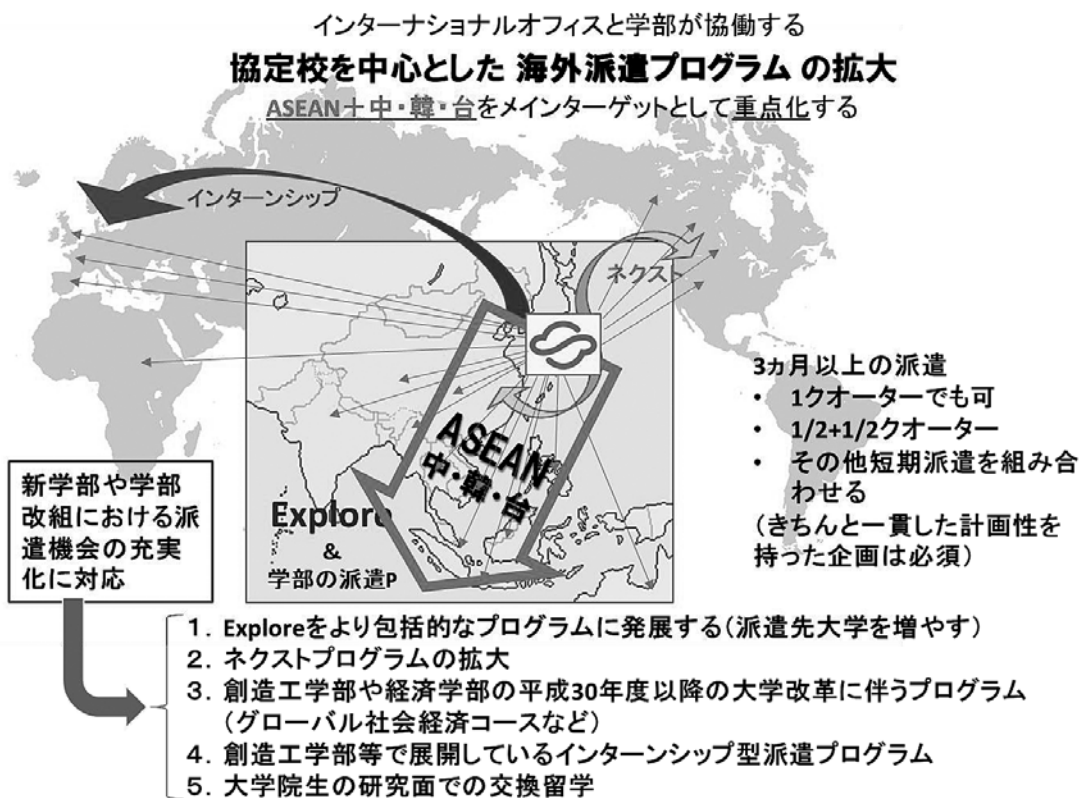 インターナショナルオフィスと学部が協働する
協定校を中心とした 海外派遣プログラム の拡大
ASEAN＋中・韓・台をメインターゲットとして重点化する
インターンシップ
ネクスト
ASEAN
中・韓・台
Explore
&
学部の派遣P
3ヵ月以上の派遣
• 1クオーターでも可
• 1/2+1/2クオーター
• その他短期派遣を組み合
わせる
（きちんと一貫した計画性を
持った企画は必須）
新学部や学部
改組における派
遣機会の充実
化に対応
1. Exploreをより包括的なプログラムに発展する（派遣先大学を増やす）
2. ネクストプログラムの拡大
3. 創造工学部や経済学部の平成30年度以降の大学改革に伴うプログラム
（グローバル社会経済コースなど）
4. 創造工学部等で展開しているインターンシップ型派遣プログラム
5. 大学院生の研究面での交換留学